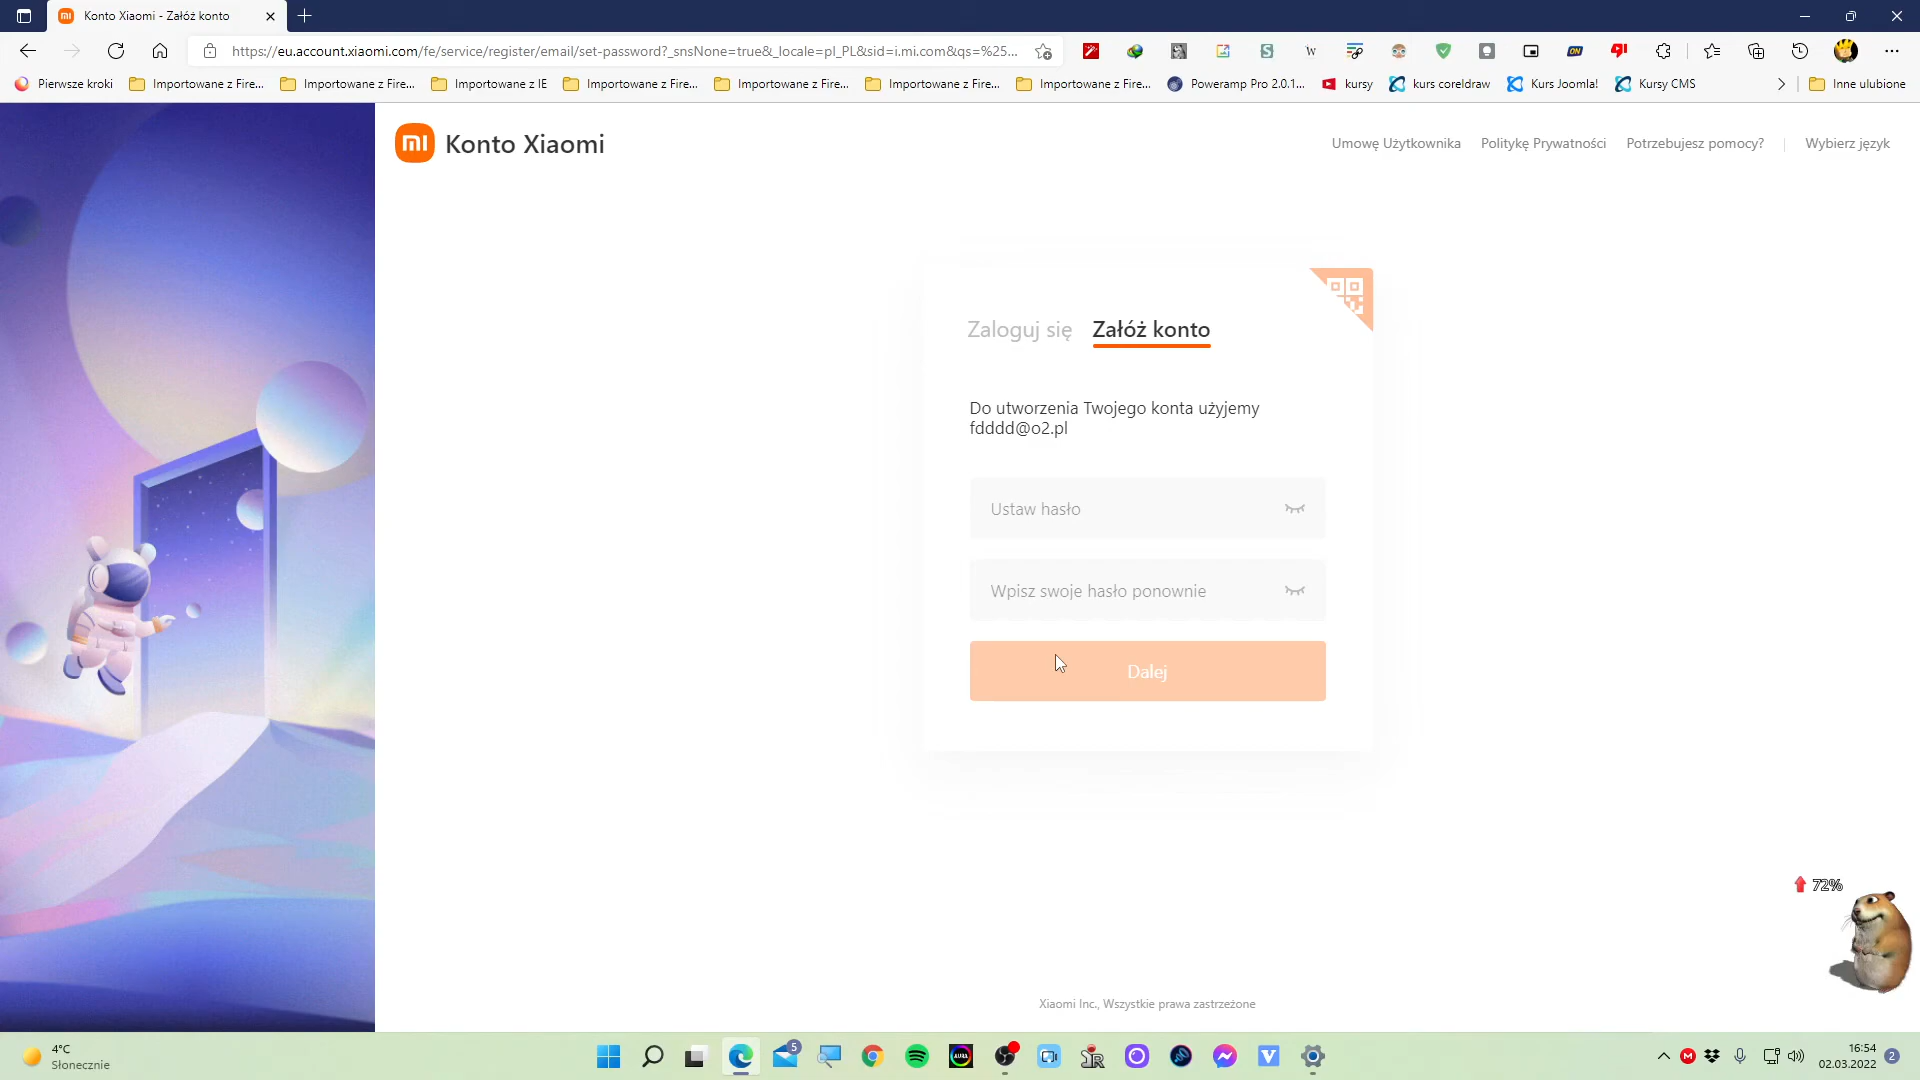 Konto Xiaomi - Załóż konto
https://eu.account.xiaomi.com/fe/service/register/email/set-password?_snsNone=true&_locale=pl_PL&sid=i.mi.com&qs=%25...
Pierwsze kroki
Importowane z Fire...
Importowane z Fire...
Importowane z IE
Importowane z Fire...
Importowane z Fire...
Importowane z Fire...
Importowane z Fire...
Poweramp Pro 2.0.1...
kursy
kurs coreldraw
Kurs Joomla!
Kursy CMS
Inne ulubione
Konto Xiaomi
Umowę Użytkownika
Politykę Prywatności
Potrzebujesz pomocy?
Wybierz język
Zaloguj się
Załóż konto
Do utworzenia Twojego konta użyjemy
fdddd@o2.pl
Ustaw hasło
Wpisz swoje hasło ponownie
Dalej
72%
Xiaomi Inc., Wszystkie prawa zastrzeżone
4°C
Słonecznie
5
AURA
16:54
02.03.2022
2